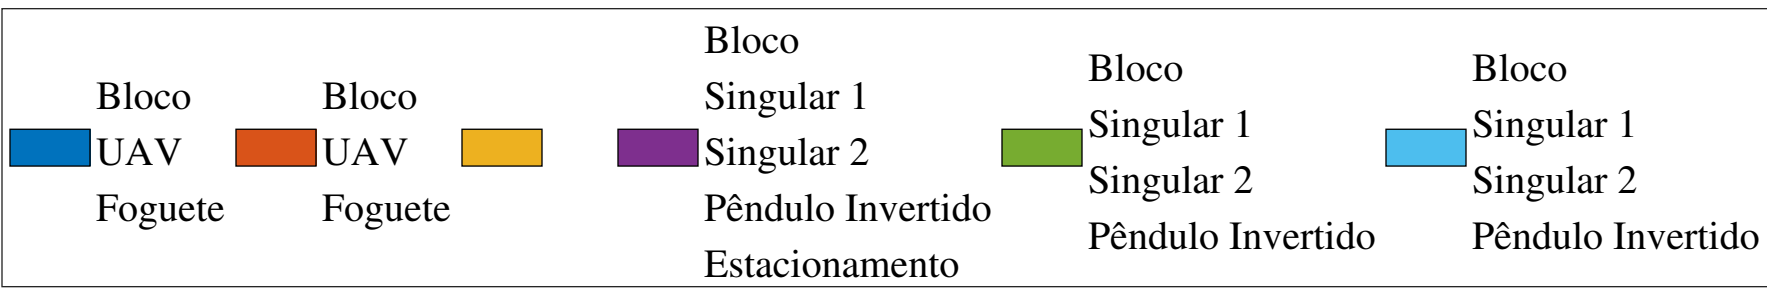 Bloco
UAV
Foguete
Bloco
UAV
Foguete
Bloco
Singular 1
Singular 2
Pêndulo Invertido
Estacionamento
Bloco
Singular 1
Singular 2
Pêndulo Invertido
Bloco
Singular 1
Singular 2
Pêndulo Invertido